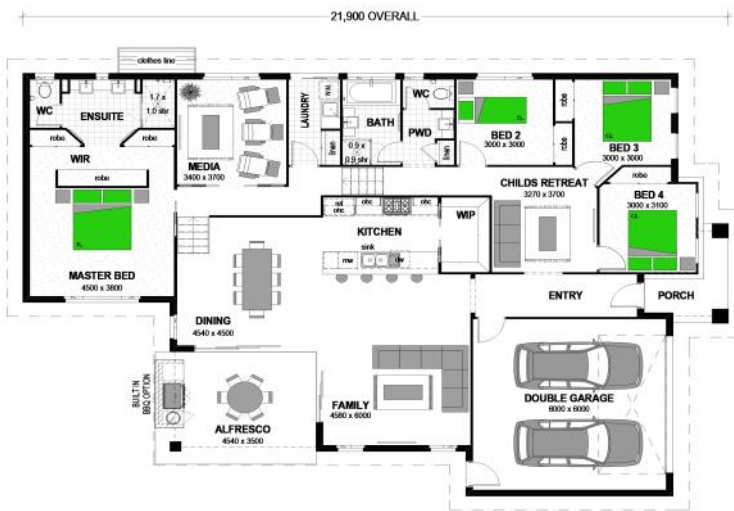 21,900 OVERALL
clothes line
WC
ENSUITE
1.7 x
1.0 shr
robe
robe
WIR
robe
MASTER BED
4500 x 3800
MEDIA
3400 x 3700
LAUNDRY
linen
BATH
0.9 x
0.9 shr
WC
PWD
linen
BED 2
3000 x 3000
robe
robe
BED 3
3000 x 3000
robe
BED 4
3000 x 3100
CHILDS RETREAT
3270 x 3700
ref
ohc
ohc
ohc
KITCHEN
sink
mw
dw
WIP
ENTRY
PORCH
DINING
4540 x 4500
BUILT IN
BBQ OPTION
ALFRESCO
4540 x 3500
FAMILY
4560 x 6000
DOUBLE GARAGE
6000 x 6000